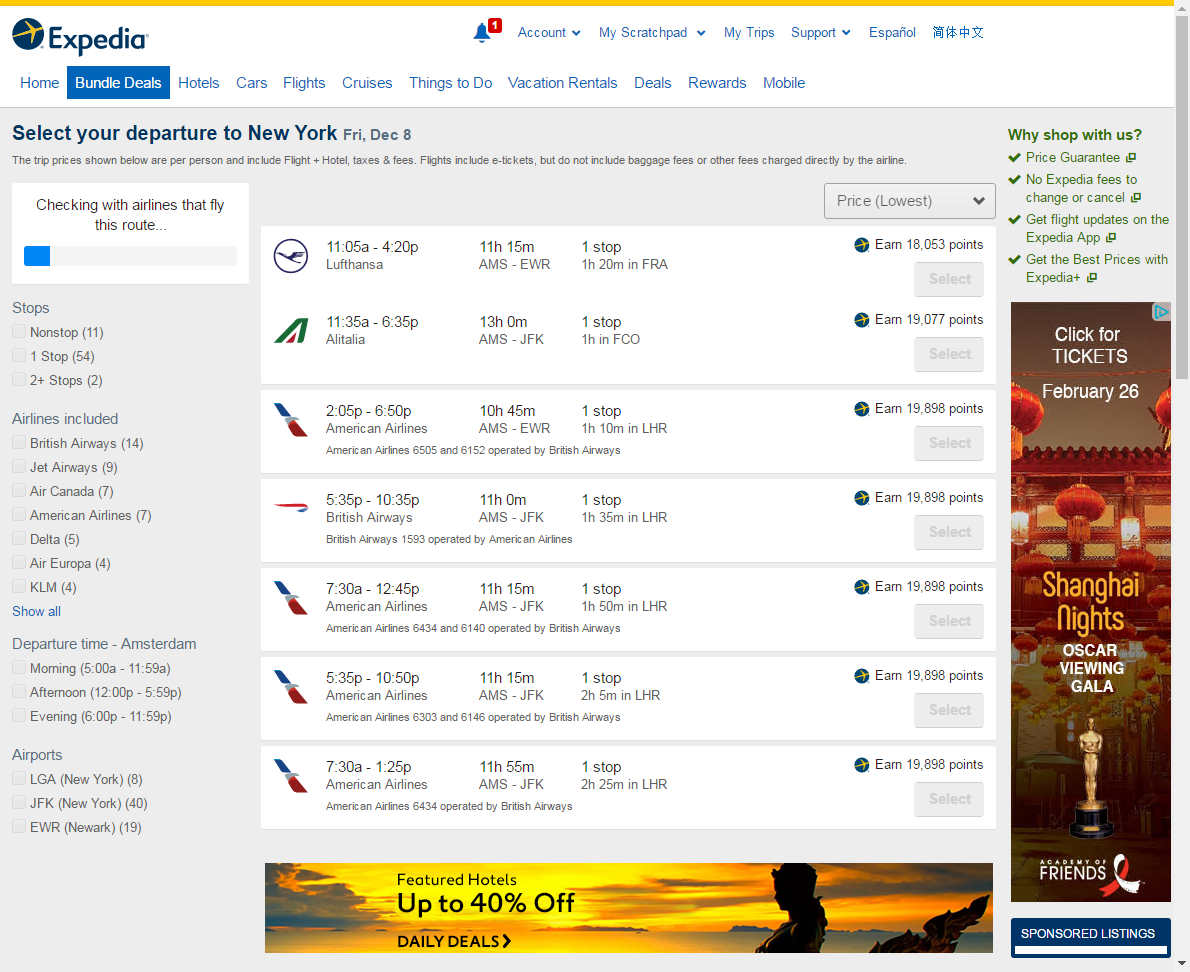 Expedia
1
Account
My Scratchpad
My Trips
Support
Español
简体中文
Home
Bundle Deals
Hotels
Cars
Flights
Cruises
Things to Do
Vacation Rentals
Deals
Rewards
Mobile
Select your departure to New York Fri, Dec 8
The trip prices shown below are per person and include Flight + Hotel, taxes & fees. Flights include e-tickets, but do not include baggage fees or other fees charged directly by the airline.
Checking with airlines that fly
this route...
Stops
Nonstop (11)
1 Stop (54)
2+ Stops (2)
Airlines included
British Airways (14)
Jet Airways (9)
Air Canada (7)
American Airlines (7)
Delta (5)
Air Europa (4)
KLM (4)
Show all
Departure time - Amsterdam
Morning (5:00a - 11:59a)
Afternoon (12:00p - 5:59p)
Evening (6:00p - 11:59p)
Airports
LGA (New York) (8)
JFK (New York) (40)
EWR (Newark) (19)
Price (Lowest)
11:05a - 4:20p 11h 15m 1 stop Earn 18,053 points
Lufthansa AMS - EWR 1h 20m in FRA
Select
11:35a - 6:35p 13h 0m 1 stop Earn 19,077 points
Alitalia AMS - JFK 1h in FCO
Select
2:05p - 6:50p 10h 45m 1 stop Earn 19,898 points
American Airlines AMS - EWR 1h 10m in LHR
Select
American Airlines 6505 and 6152 operated by British Airways
5:35p - 10:35p 11h 0m 1 stop Earn 19,898 points
British Airways AMS - JFK 1h 35m in LHR
Select
British Airways 1593 operated by American Airlines
7:30a - 12:45p 11h 15m 1 stop Earn 19,898 points
American Airlines AMS - JFK 1h 50m in LHR
Select
American Airlines 6434 and 6140 operated by British Airways
5:35p - 10:50p 11h 15m 1 stop Earn 19,898 points
American Airlines AMS - JFK 2h 5m in LHR
Select
American Airlines 6303 and 6146 operated by British Airways
7:30a - 1:25p 11h 55m 1 stop Earn 19,898 points
American Airlines AMS - JFK 2h 25m in LHR
Select
American Airlines 6434 operated by British Airways
Featured Hotels
Up to 40% Off
DAILY DEALS
Why shop with us?
Price Guarantee
No Expedia fees to
change or cancel
Get flight updates on the
Expedia App
Get the Best Prices with
Expedia+
Click for
TICKETS
February 26
Shanghai
Nights
OSCAR
VIEWING
GALA
ACADEMY OF
FRIENDS
SPONSORED LISTINGS